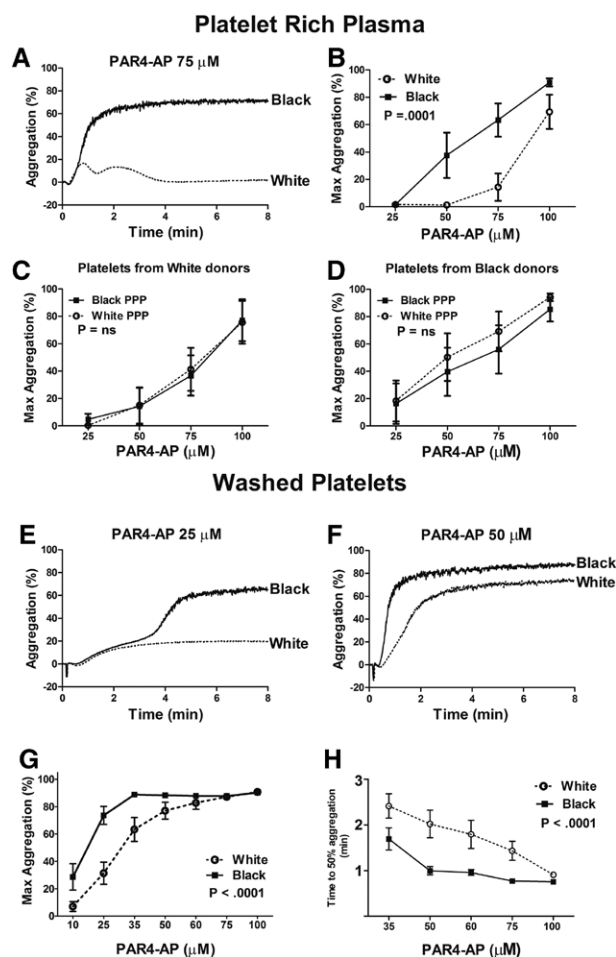 Platelet Rich Plasma
A
PAR4-AP 75 μM
Aggregation (%)
100
80
60
40
20
0
-20
Black
White
0 2 4 6 8
Time (min)
B
Max Aggregation (%)
100
80
60
40
20
0
White
Black
P =.0001
25 50 75 100
PAR4-AP (μM)
C
Platelets from White donors
Max Aggregation (%)
100
80
60
40
20
0
Black PPP
White PPP
P = ns
25 50 75 100
PAR4-AP (μM)
D
Platelets from Black donors
Max Aggregation (%)
100
80
60
40
20
0
Black PPP
White PPP
P = ns
25 50 75 100
PAR4-AP (μM)
Washed Platelets
E
PAR4-AP 25 μM
Aggregation (%)
100
80
60
40
20
0
-20
Black
White
0 2 4 6 8
Time (min)
F
PAR4-AP 50 μM
Aggregation (%)
100
80
60
40
20
0
-20
Black
White
0 2 4 6 8
Time (min)
G
Max Aggregation (%)
100
80
60
40
20
0
White
Black
P < .0001
10 25 35 50 60 75 100
PAR4-AP (μM)
H
Time to 50% aggregation
(min)
3
2
1
White
Black
P < .0001
35 50 60 75 100
PAR4-AP (μM)